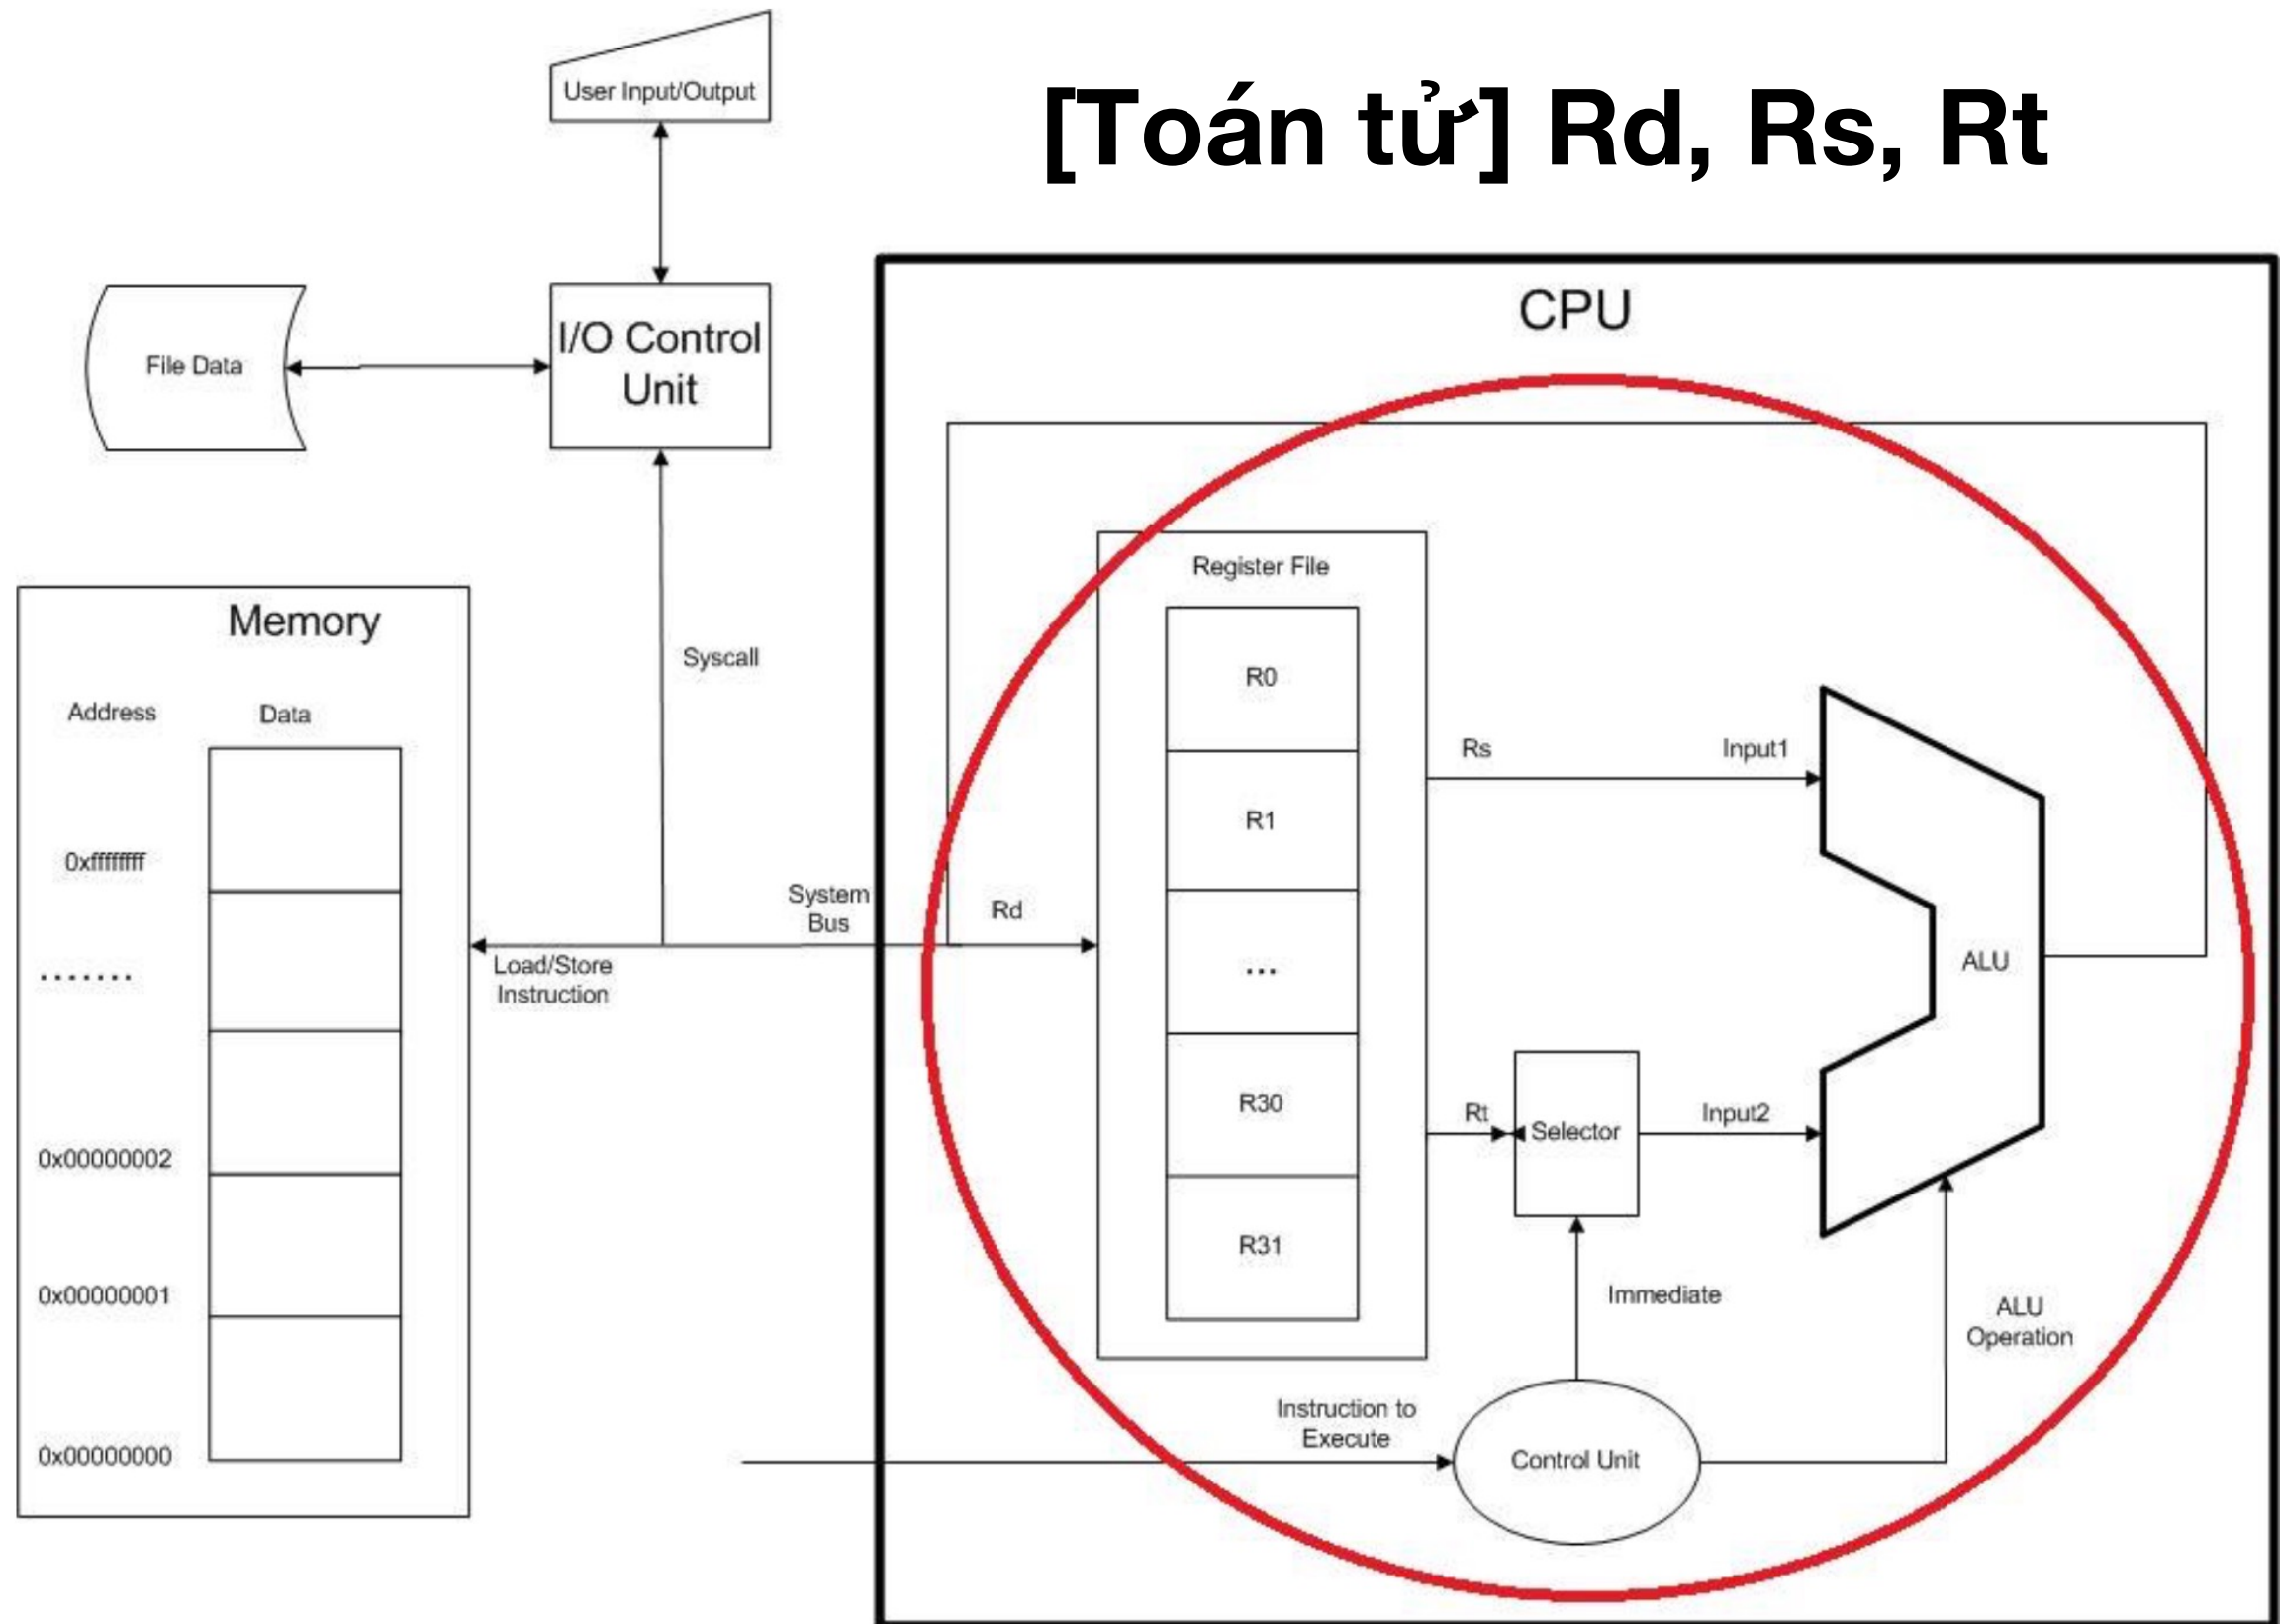 [Toán tử] Rd, Rs, Rt
User Input/Output
I/O Control
Unit
File Data
CPU
Memory
Address
Data
0xffffffff
.......
0x00000002
0x00000001
0x00000000
Syscall
System
Bus
Load/Store
Instruction
Rd
Register File
R0
R1
...
R30
R31
Rs
Input1
Rt
Selector
Input2
ALU
Immediate
ALU
Operation
Instruction to
Execute
Control Unit